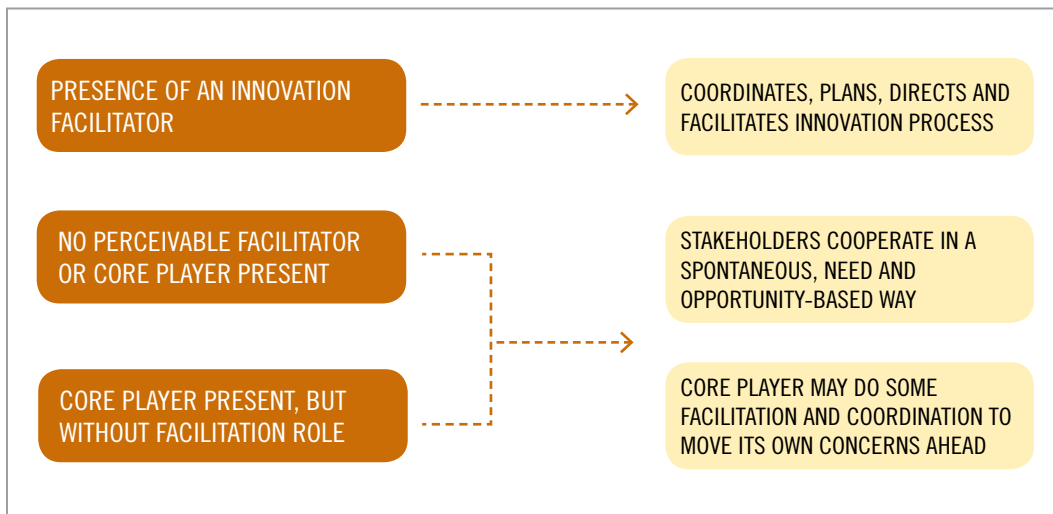 PRESENCE OF AN INNOVATION
FACILITATOR
COORDINATES, PLANS, DIRECTS AND
FACILITATES INNOVATION PROCESS
NO PERCEIVABLE FACILITATOR
OR CORE PLAYER PRESENT
STAKEHOLDERS COOPERATE IN A
SPONTANEOUS, NEED AND
OPPORTUNITY-BASED WAY
CORE PLAYER PRESENT, BUT
WITHOUT FACILITATION ROLE
CORE PLAYER MAY DO SOME
FACILITATION AND COORDINATION TO
MOVE ITS OWN CONCERNS AHEAD